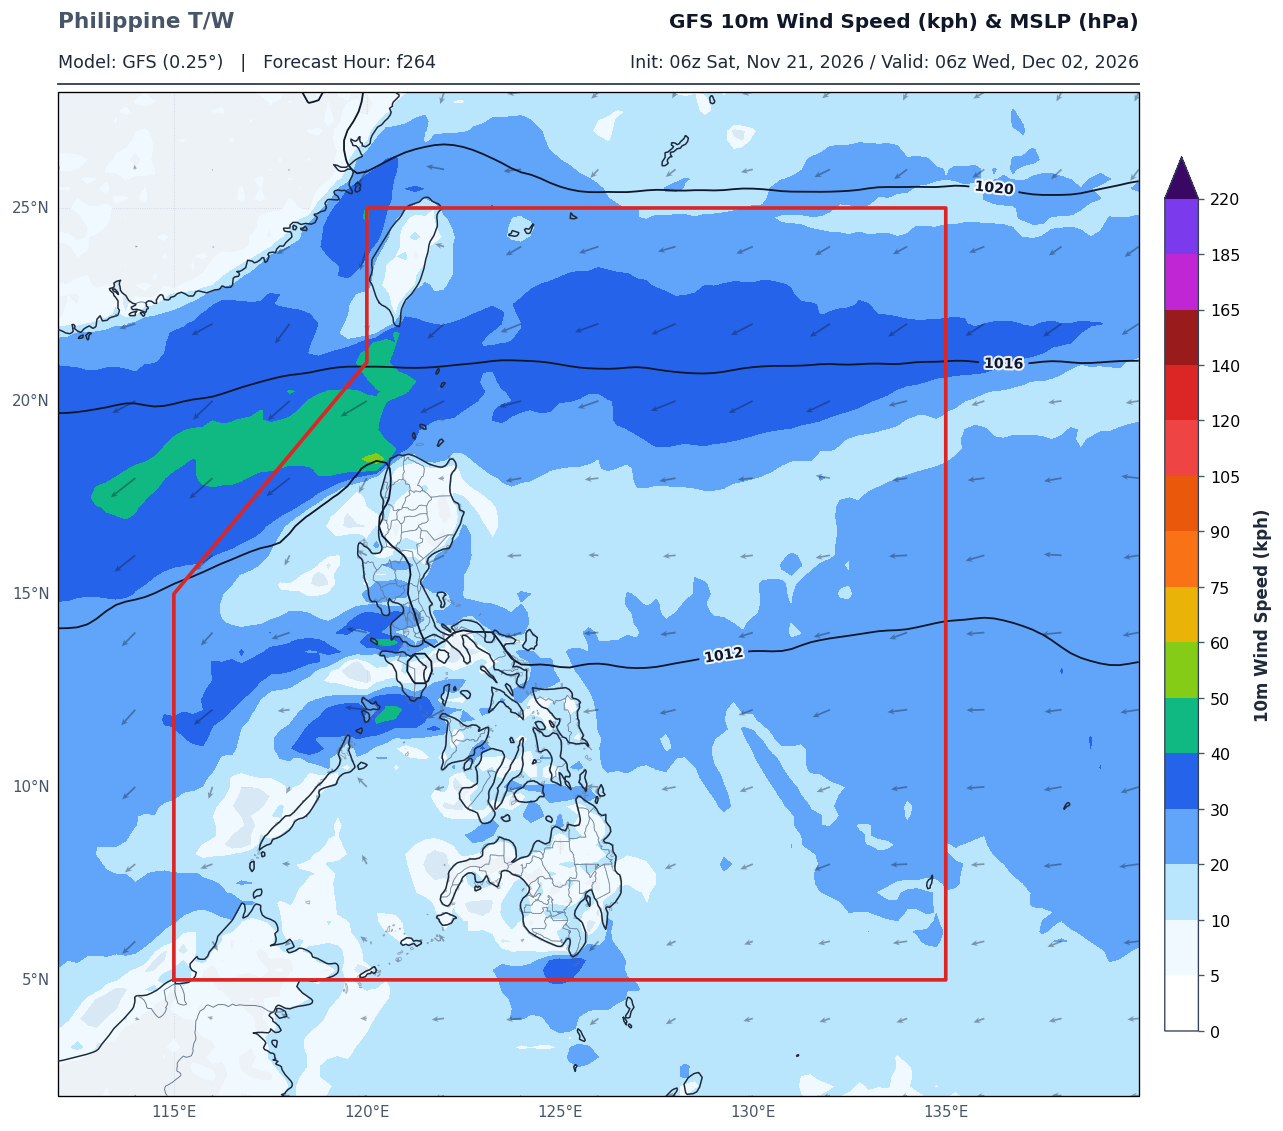 Philippine T/W
GFS 10m Wind Speed (kph) & MSLP (hPa)
Model: GFS (0.25°) | Forecast Hour: f264
Init: 06z Sat, Nov 21, 2026 / Valid: 06z Wed, Dec 02, 2026
25°N
20°N
15°N
10°N
5°N
115°E
120°E
125°E
130°E
135°E
1020
1016
1012
220
185
165
140
120
105
90
75
60
50
40
30
20
10
5
0
10m Wind Speed (kph)